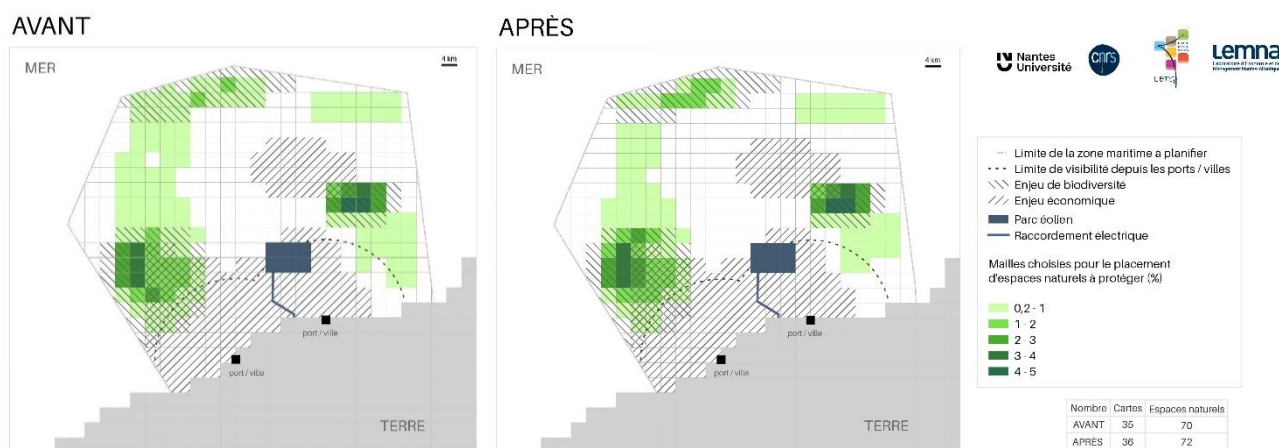 AVANT
MER
4 km
port / ville
port / ville
TERRE
APRÈS
MER
4 km
port / ville
port / ville
TERRE
Nantes
Université
cnrs
LETG
Lemna
Limite de la zone maritime a planifier
Limite de visibilité depuis les ports / villes
Enjeu de biodiversité
Enjeu économique
Parc éolien
Raccordement électrique
Mailles choisies pour le placement
d'espaces naturels à protéger (%)
0,2 - 1
1 - 2
2 - 3
3 - 4
4 - 5
Nombre Cartes Espaces naturels
AVANT 35 70
APRÈS 36 72